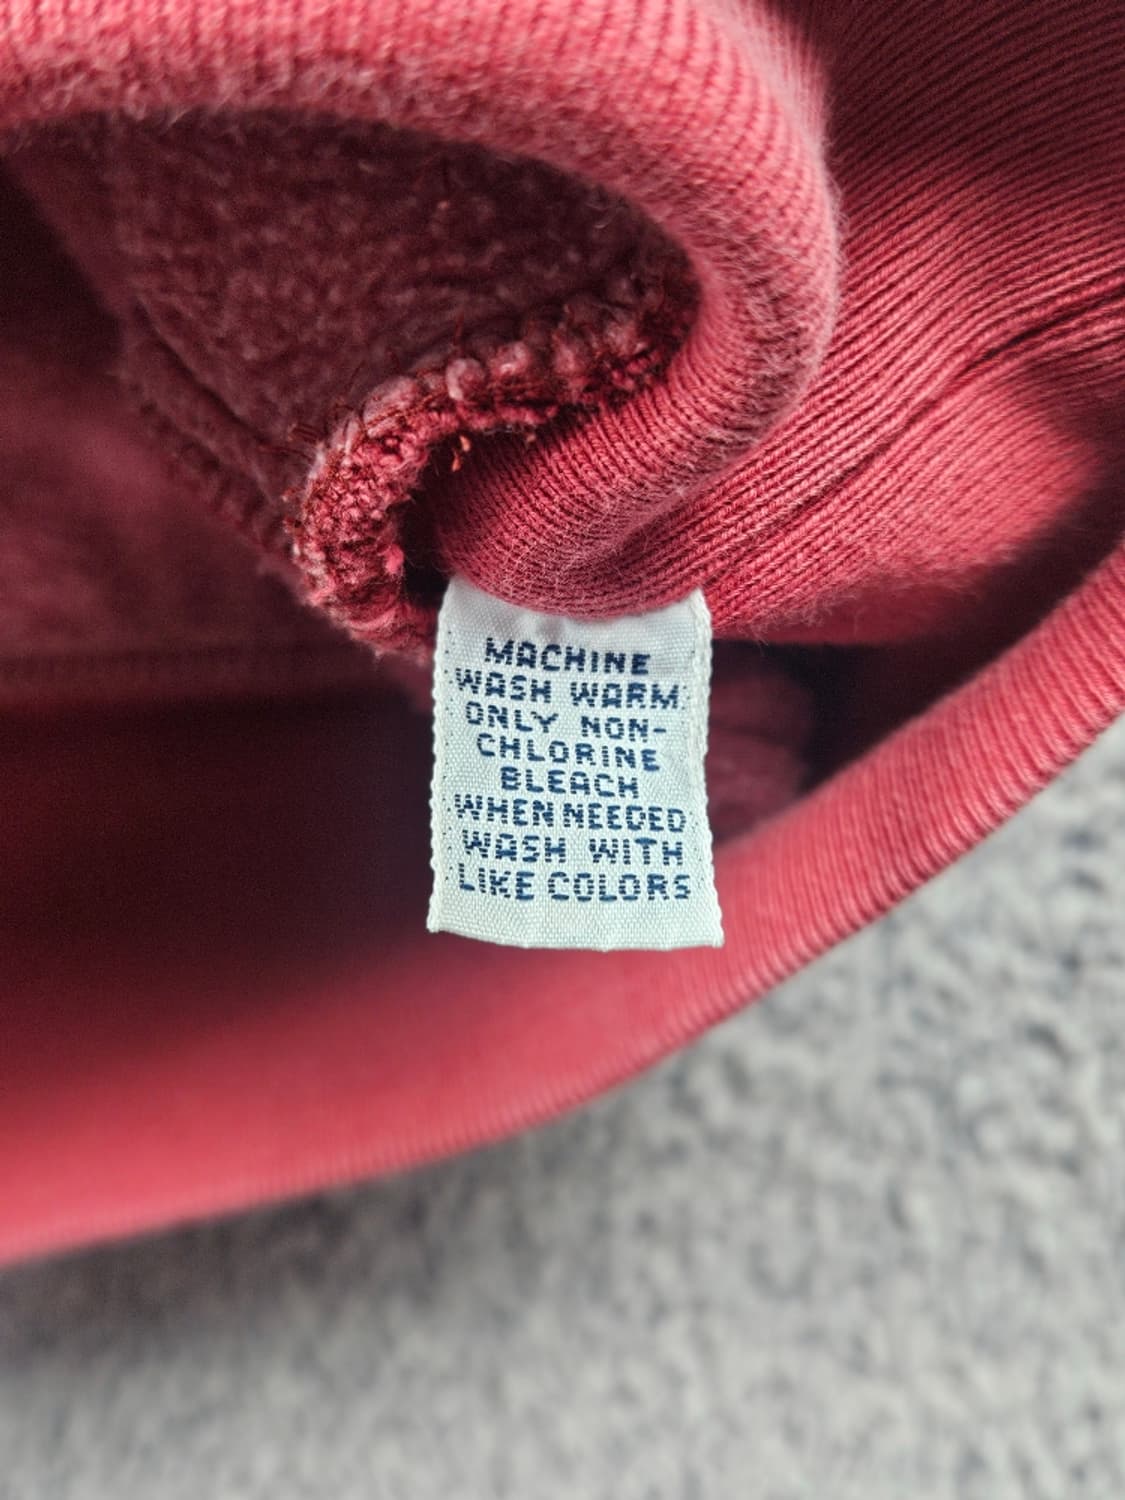 MACHINE
WASH WARM
ONLY NON-
CHLORINE
BLEACH
WHEN NEEDED
WASH WITH
LIKE COLORS